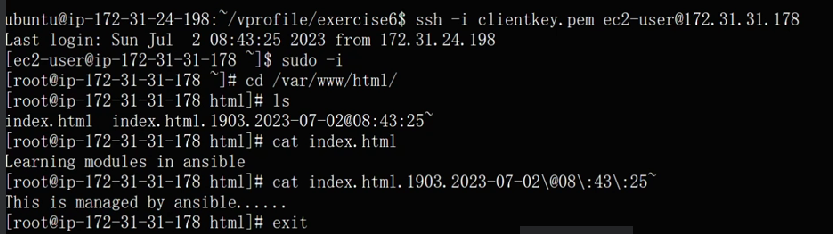 ubuntu@ip-172-31-24-198:~/vprofile/exercise6$ ssh -i clientkey.pem ec2-user@172.31.31.178
Last login: Sun Jul  2 08:43:25 2023 from 172.31.24.198
[ec2-user@ip-172-31-31-178 ~]$ sudo -i
[root@ip-172-31-31-178 ~]# cd /var/www/html/
[root@ip-172-31-31-178 html]# ls
index.html  index.html.1903.2023-07-02@08:43:25~
[root@ip-172-31-31-178 html]# cat index.html
Learning modules in ansible
[root@ip-172-31-31-178 html]# cat index.html.1903.2023-07-02\@08\:43\:25~
This is managed by ansible......
[root@ip-172-31-31-178 html]# exit